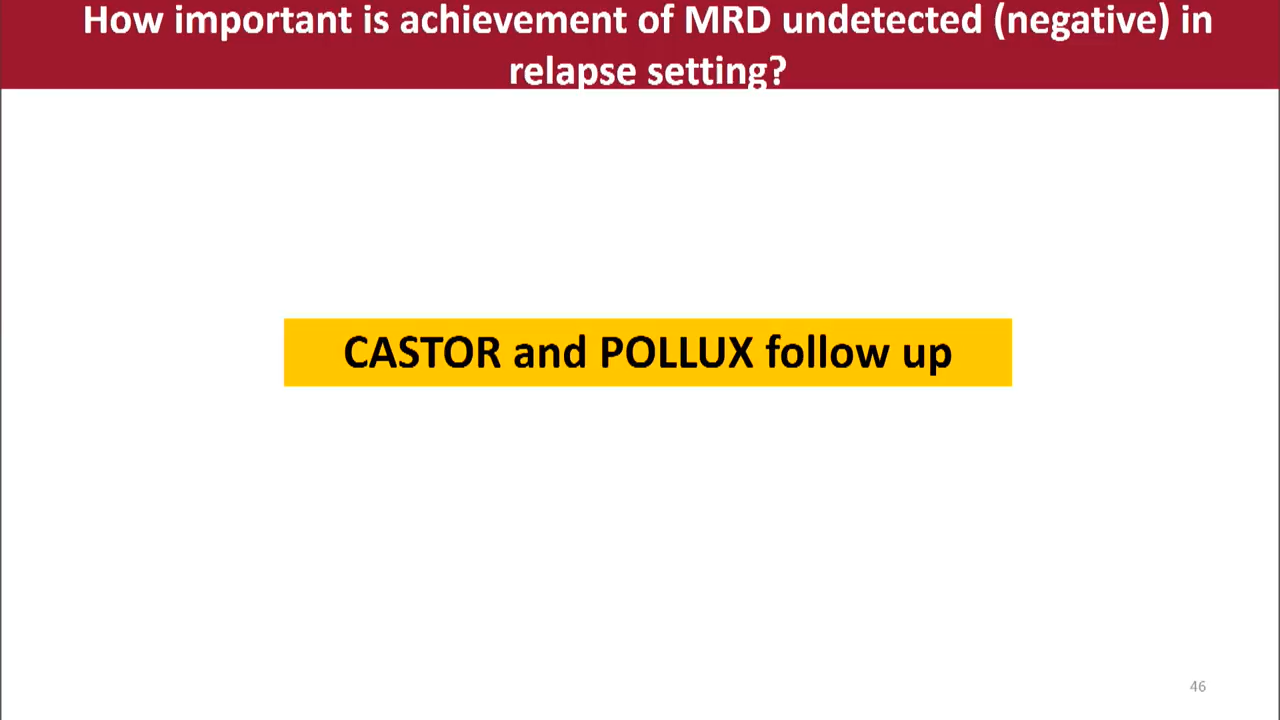 How important is achievement of MRD undetected (negative) in
relapse setting?
CASTOR and POLLUX follow up
46